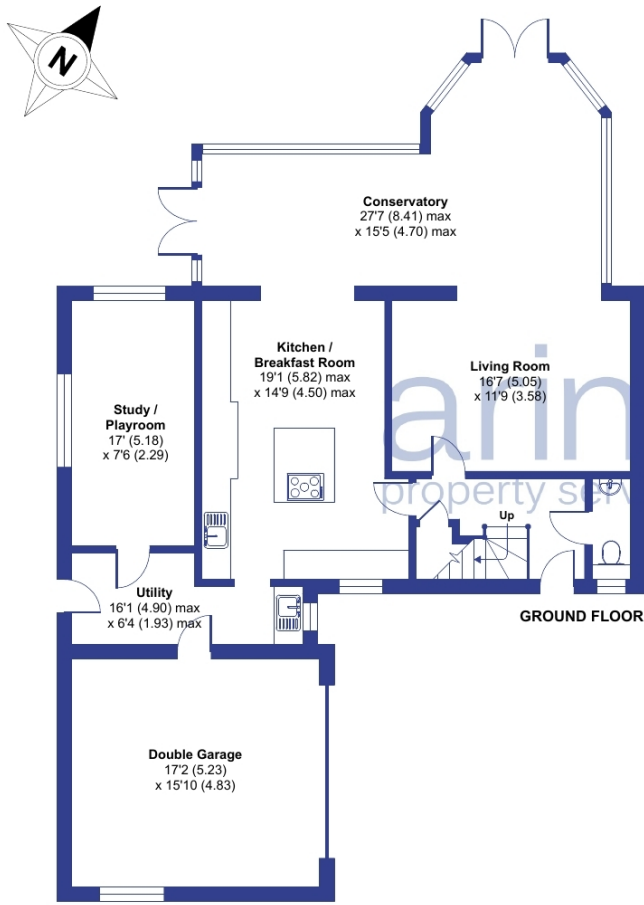 N
Conservatory
27'7 (8.41) max
x 15'5 (4.70) max
Kitchen /
Breakfast Room
19'1 (5.82) max
x 14'9 (4.50) max
Living Room
16'7 (5.05)
x 11'9 (3.58)
Study /
Playroom
17' (5.18)
x 7'6 (2.29)
arin
property serv
Up
Utility
16'1 (4.90) max
x 6'4 (1.93) max
GROUND FLOOR
Double Garage
17'2 (5.23)
x 15'10 (4.83)